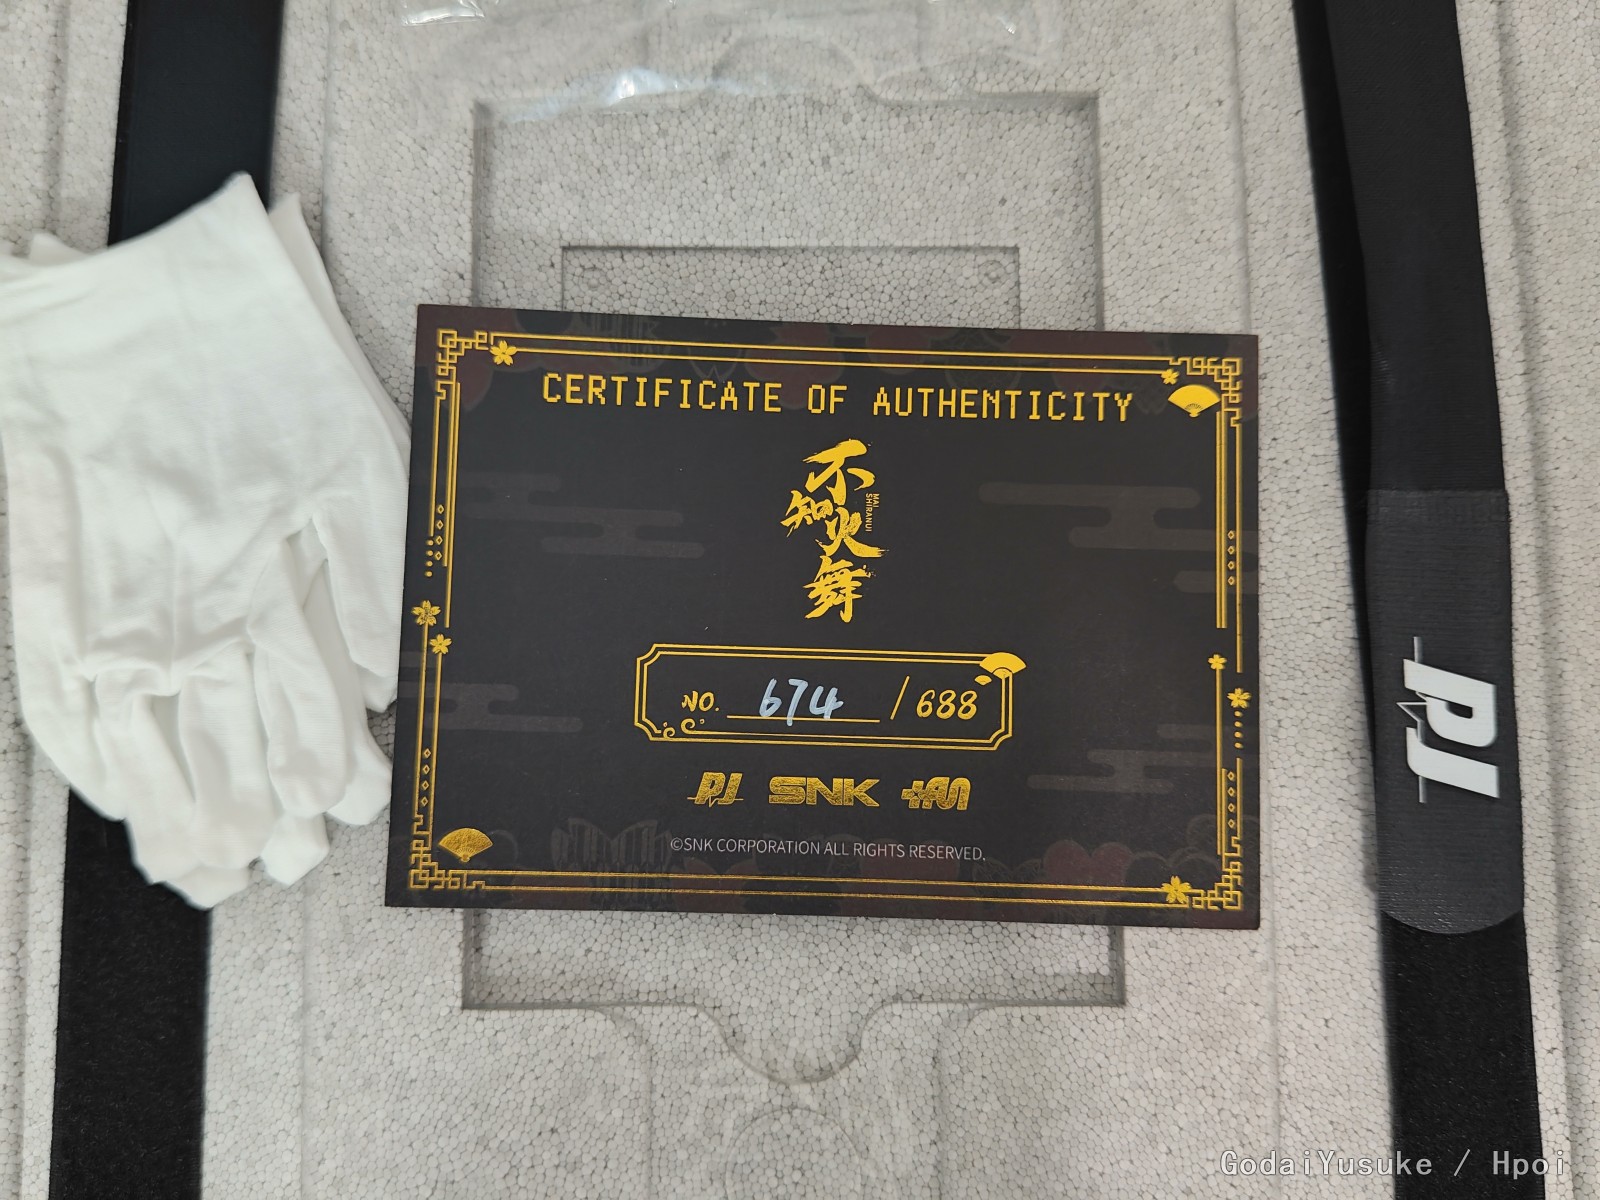 CERTIFICATE OF AUTHENTICITY
不知火舞
MAI SHIRANUI
NO. 674 / 688
PJ SNK +M
©SNK CORPORATION ALL RIGHTS RESERVED.
PJ
GodaiYusuke / Hpoi